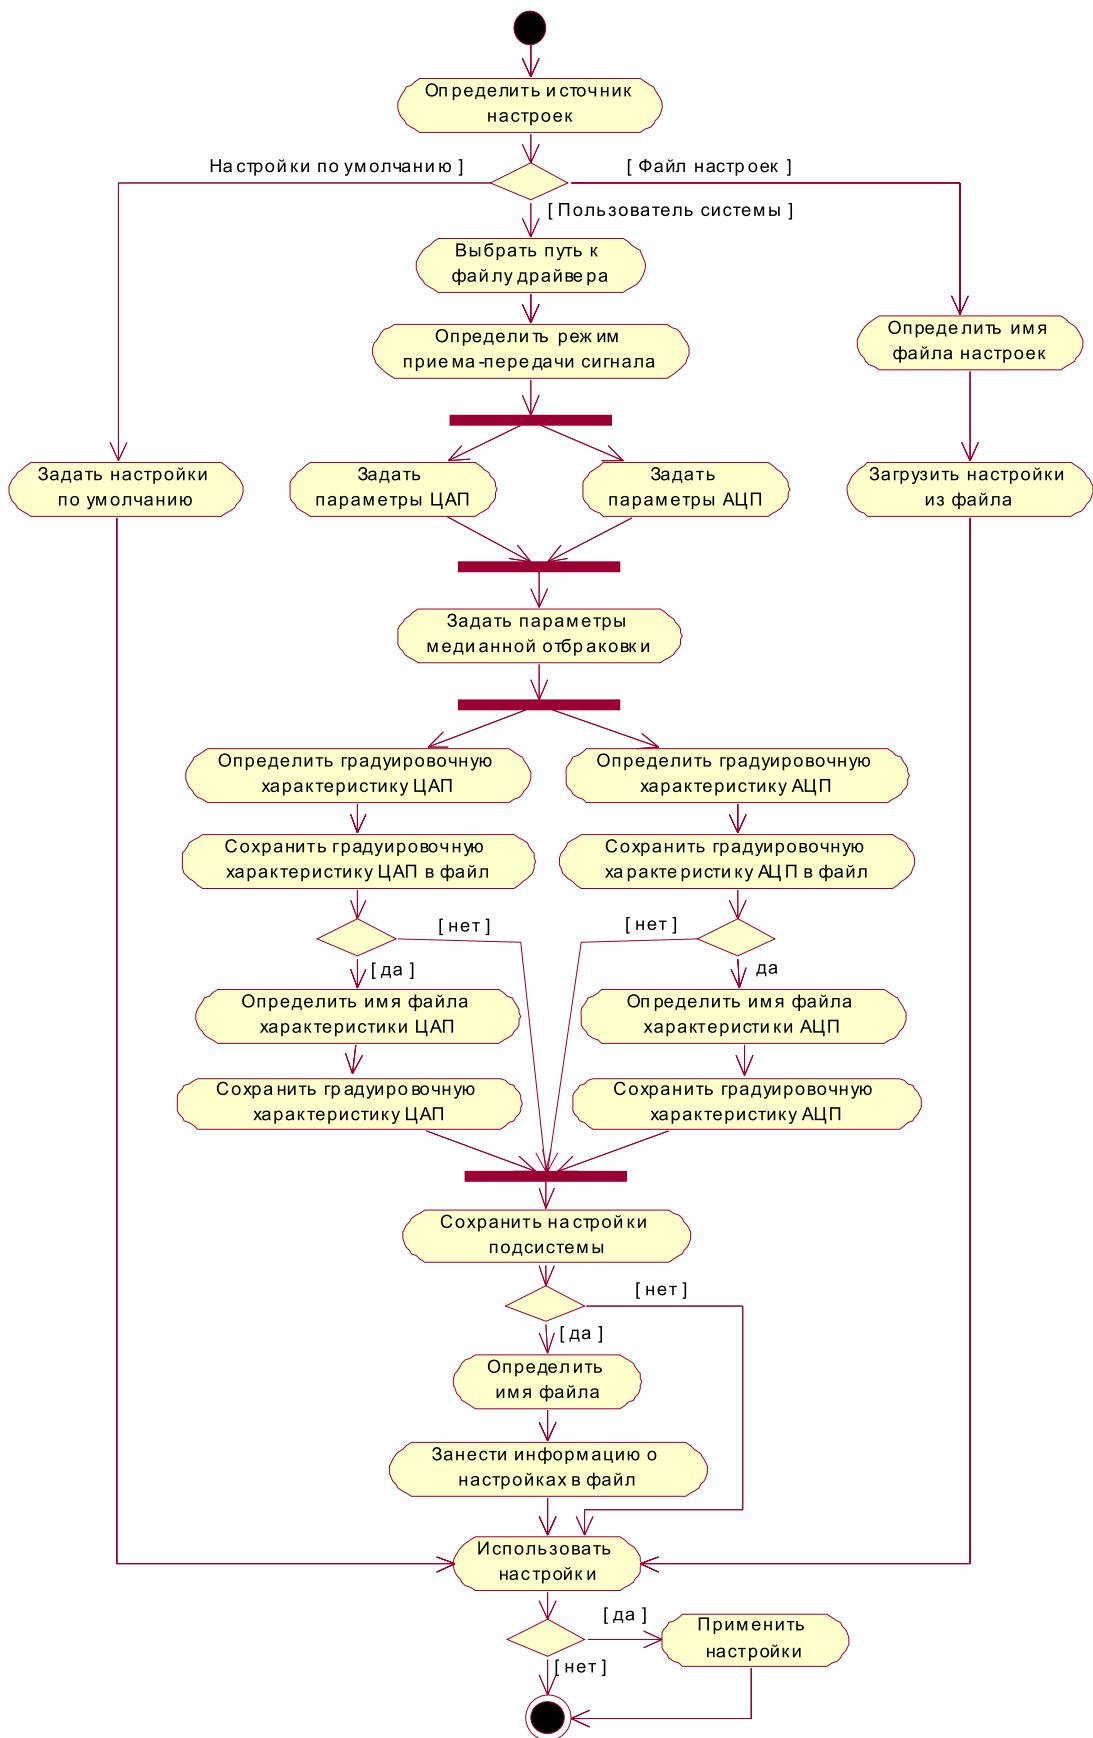 Определить источник
настроек
Настройки по умолчанию ]
[ Файл настроек ]
[ Пользователь системы ]
Выбрать путь к
файлу драйвера
Определить режим
приема-передачи сигнала
Определить имя
файла настроек
Задать настройки
по умолчанию
Задать
параметры ЦАП
Задать
параметры АЦП
Загрузить настройки
из файла
Задать параметры
медианной отбраковки
Определить градуировочную
характеристику ЦАП
Определить градуировочную
характеристику АЦП
Сохранить градуировочную
характеристику ЦАП в файл
Сохранить градуировочную
характеристику АЦП в файл
[ нет ]
[ нет ]
[ да ]
да
Определить имя файла
характеристики ЦАП
Определить имя файла
характеристики АЦП
Сохранить градуировочную
характеристику ЦАП
Сохранить градуировочную
характеристику АЦП
Сохранить настройки
подсистемы
[ нет ]
[ да ]
Определить
имя файла
Занести информацию о
настройках в файл
Использовать
настройки
[ да ]
Применить
настройки
[ нет ]